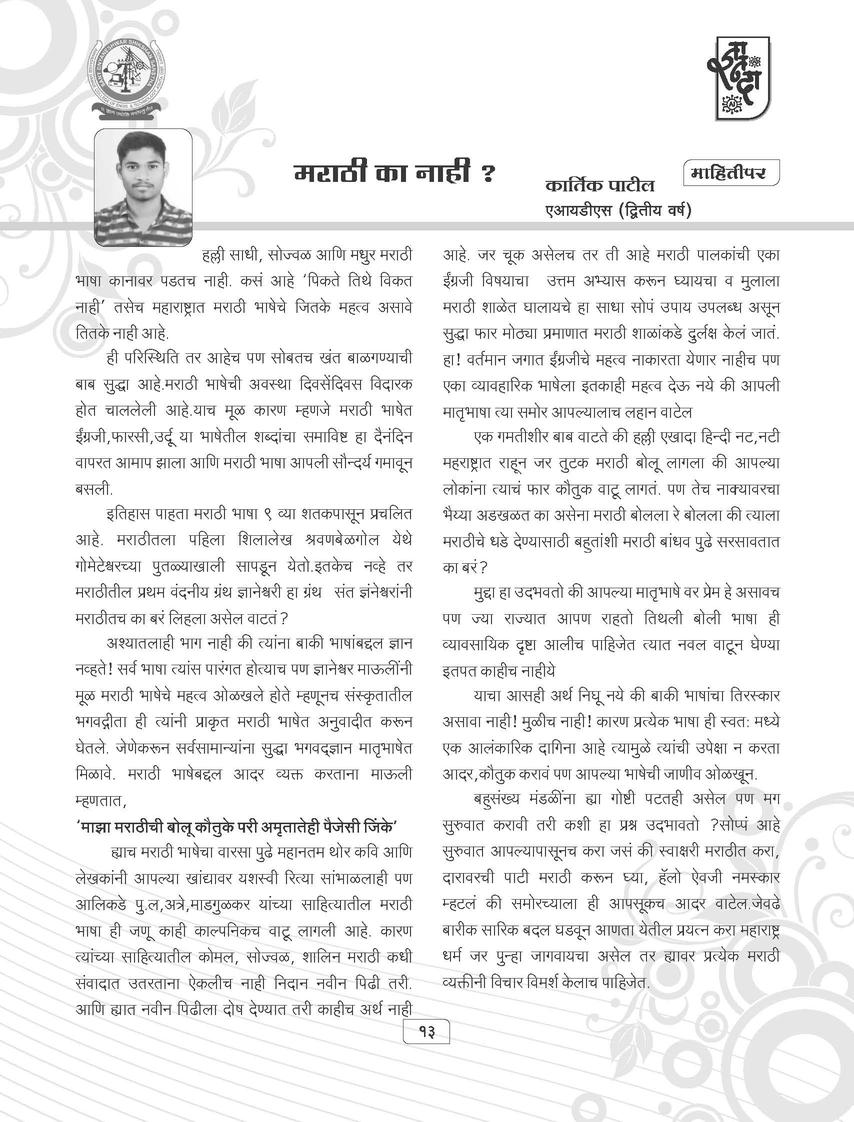 मराठी का नाही ?
माहितीपर
कार्तिक पाटील
एआयडीएस (द्वितीय वर्ष)
हल्ली साधी, सोज्वळ आणि मधुर मराठी
भाषा कानावर पडतच नाही. कसं आहे ‘पिकते तिथे विकत
नाही’ तसेच महाराष्ट्रात मराठी भाषेचे जितके महत्व असावे
तितके नाही आहे.
ही परिस्थिति तर आहेच पण सोबतच खंत बाळगण्याची
बाब सुद्धा आहे.मराठी भाषेची अवस्था दिवसेंदिवस विदारक
होत चाललेली आहे.याच मूळ कारण म्हणजे मराठी भाषेत
ईंग्रजी,फारसी,उर्दू या भाषेतील शब्दांचा समाविष्ट हा दैनंदिन
वापरत आमाप झाला आणि मराठी भाषा आपली सौन्दर्य गमावून
बसली.
इतिहास पाहता मराठी भाषा ९ व्या शतकपासून प्रचलित
आहे. मराठीतला पहिला शिलालेख श्रवणबेळगोल येथे
गोमेटेश्वरच्या पुतळ्याखाली सापडून येतो.इतकेच नव्हे तर
मराठीतील प्रथम वंदनीय ग्रंथ ज्ञानेश्वरी हा ग्रंथ संत ज्ञंनेश्वरांनी
मराठीतच का बरं लिहला असेल वाटतं ?
अश्यातलाही भाग नाही की त्यांना बाकी भाषांबद्दल ज्ञान
नव्हते! सर्व भाषा त्यांस पारंगत होत्याच पण ज्ञानेश्वर माऊलींनी
मूळ मराठी भाषेचे महत्व ओळखले होते म्हणूनच संस्कृतातील
भगवद्गीता ही त्यांनी प्राकृत मराठी भाषेत अनुवादीत करून
घेतले. जेणेकरून सर्वसामान्यांना सुद्धा भगवद्ज्ञान मातृभाषेत
मिळावे. मराठी भाषेबद्दल आदर व्यक्त करताना माऊली
म्हणतात,
‘माझा मराठीची बोलू कौतुके परी अमृतातेही पैजेसी जिंके’
ह्याच मराठी भाषेचा वारसा पुढे महानतम थोर कवि आणि
लेखकांनी आपल्या खांद्यावर यशस्वी रित्या सांभाळलाही पण
आलिकडे पु.ल,अत्रे,माडगुळकर यांच्या साहित्यातील मराठी
भाषा ही जणू काही काल्पनिकच वाटू लागली आहे. कारण
त्यांच्या साहित्यातील कोमल, सोज्वळ, शालिन मराठी कधी
संवादात उतरताना ऐकलीच नाही निदान नवीन पिढी तरी.
आणि ह्यात नवीन पिढीला दोष देण्यात तरी काहीच अर्थ नाही
आहे. जर चूक असेलच तर ती आहे मराठी पालकांची एका
ईंग्रजी विषयाचा उत्तम अभ्यास करून घ्यायचा व मुलाला
मराठी शाळेत घालायचे हा साधा सोपं उपाय उपलब्ध असून
सुद्धा फार मोठ्या प्रमाणात मराठी शाळांकडे दुर्लक्ष केलं जातं.
हा! वर्तमान जगात ईंग्रजीचे महत्व नाकारता येणार नाहीच पण
एका व्यावहारिक भाषेला इतकाही महत्व देऊ नये की आपली
मातृभाषा त्या समोर आपल्यालाच लहान वाटेल
एक गमतीशीर बाब वाटते की हल्ली एखादा हिन्दी नट,नटी
महराष्ट्रात राहून जर तुटक मराठी बोलू लागला की आपल्या
लोकांना त्याचं फार कौतुक वाटू लागतं. पण तेच नाक्यावरचा
भैय्या अडखळत का असेना मराठी बोलला रे बोलला की त्याला
मराठीचे धडे देण्यासाठी बहुतांशी मराठी बांधव पुढे सरसावतात
का बरं ?
मुद्दा हा उदभवतो की आपल्या मातृभाषे वर प्रेम हे असावच
पण ज्या राज्यात आपण राहतो तिथली बोली भाषा ही
व्यावसायिक दृष्टा आलीच पाहिजेत त्यात नवल वाटून घेण्या
इतपत काहीच नाहीये
याचा आसही अर्थ निघू नये की बाकी भाषांचा तिरस्कार
असावा नाही! मुळीच नाही! कारण प्रत्येक भाषा ही स्वत: मध्ये
एक आलंकारिक दागिना आहे त्यामुळे त्यांची उपेक्षा न करता
आदर,कौतुक करावं पण आपल्या भाषेची जाणीव ओळखून.
बहुसंख्य मंडळींना ह्या गोष्टी पटतही असेल पण मग
सुरुवात करावी तरी कशी हा प्रश्न उदभावतो ?सोप्पं आहे
सुरुवात आपल्यापासूनच करा जसं की स्वाक्षरी मराठीत करा,
दारावरची पाटी मराठी करून घ्या, हॅलो ऐवजी नमस्कार
म्हटलं की समोरच्याला ही आपसूकच आदर वाटेल.जेवढे
बारीक सारिक बदल घडवून आणता येतील प्रयत्न करा महाराष्ट्र
धर्म जर पुन्हा जागवायचा असेल तर ह्यावर प्रत्येक मराठी
व्यक्तीनी विचार विमर्श केलाच पाहिजेत.
१३